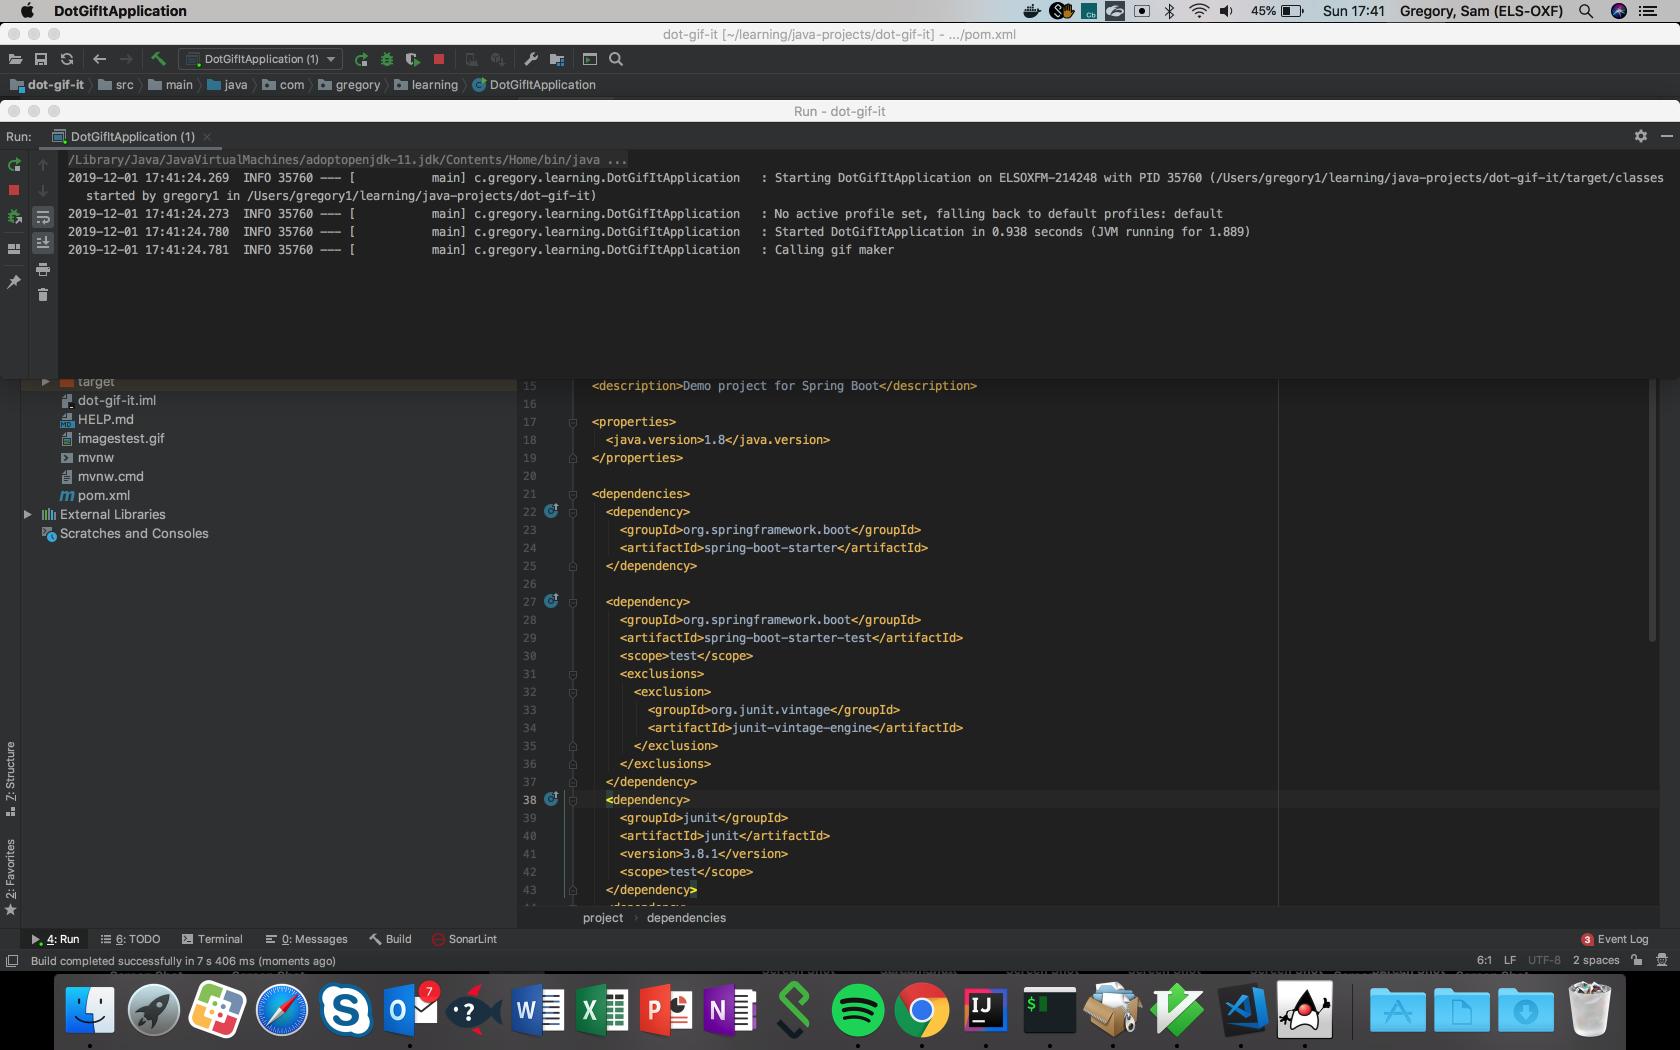 DotGifItApplication
45%
Sun 17:41
Gregory, Sam (ELS-OXF)
dot-gif-it [~/learning/java-projects/dot-gif-it] - .../pom.xml
DotGifItApplication (1)
dot-gif-it
src
main
java
com
gregory
learning
DotGifItApplication
Run - dot-gif-it
Run:
DotGifItApplication (1)
/Library/Java/JavaVirtualMachines/adoptopenjdk-11.jdk/Contents/Home/bin/java ...
2019-12-01 17:41:24.269  INFO 35760 --- [           main] c.gregory.learning.DotGifItApplication   : Starting DotGifItApplication on ELSOXFM-214248 with PID 35760 (/Users/gregory1/learning/java-projects/dot-gif-it/target/classes
started by gregory1 in /Users/gregory1/learning/java-projects/dot-gif-it)
2019-12-01 17:41:24.273  INFO 35760 --- [           main] c.gregory.learning.DotGifItApplication   : No active profile set, falling back to default profiles: default
2019-12-01 17:41:24.780  INFO 35760 --- [           main] c.gregory.learning.DotGifItApplication   : Started DotGifItApplication in 0.938 seconds (JVM running for 1.889)
2019-12-01 17:41:24.781  INFO 35760 --- [           main] c.gregory.learning.DotGifItApplication   : Calling gif maker
target
dot-gif-it.iml
HELP.md
imagestest.gif
mvnw
mvnw.cmd
pom.xml
External Libraries
Scratches and Consoles
15 <description>Demo project for Spring Boot</description>
16
17 <properties>
18 <java.version>1.8</java.version>
19 </properties>
20
21 <dependencies>
22 <dependency>
23 <groupId>org.springframework.boot</groupId>
24 <artifactId>spring-boot-starter</artifactId>
25 </dependency>
26
27 <dependency>
28 <groupId>org.springframework.boot</groupId>
29 <artifactId>spring-boot-starter-test</artifactId>
30 <scope>test</scope>
31 <exclusions>
32 <exclusion>
33 <groupId>org.junit.vintage</groupId>
34 <artifactId>junit-vintage-engine</artifactId>
35 </exclusion>
36 </exclusions>
37 </dependency>
38 <dependency>
39 <groupId>junit</groupId>
40 <artifactId>junit</artifactId>
41 <version>3.8.1</version>
42 <scope>test</scope>
43 </dependency>
project
dependencies
7: Structure
2: Favorites
4: Run
6: TODO
Terminal
0: Messages
Build
SonarLint
3 Event Log
Build completed successfully in 7 s 406 ms (moments ago)
6:1
LF
UTF-8
2 spaces
7
IJ